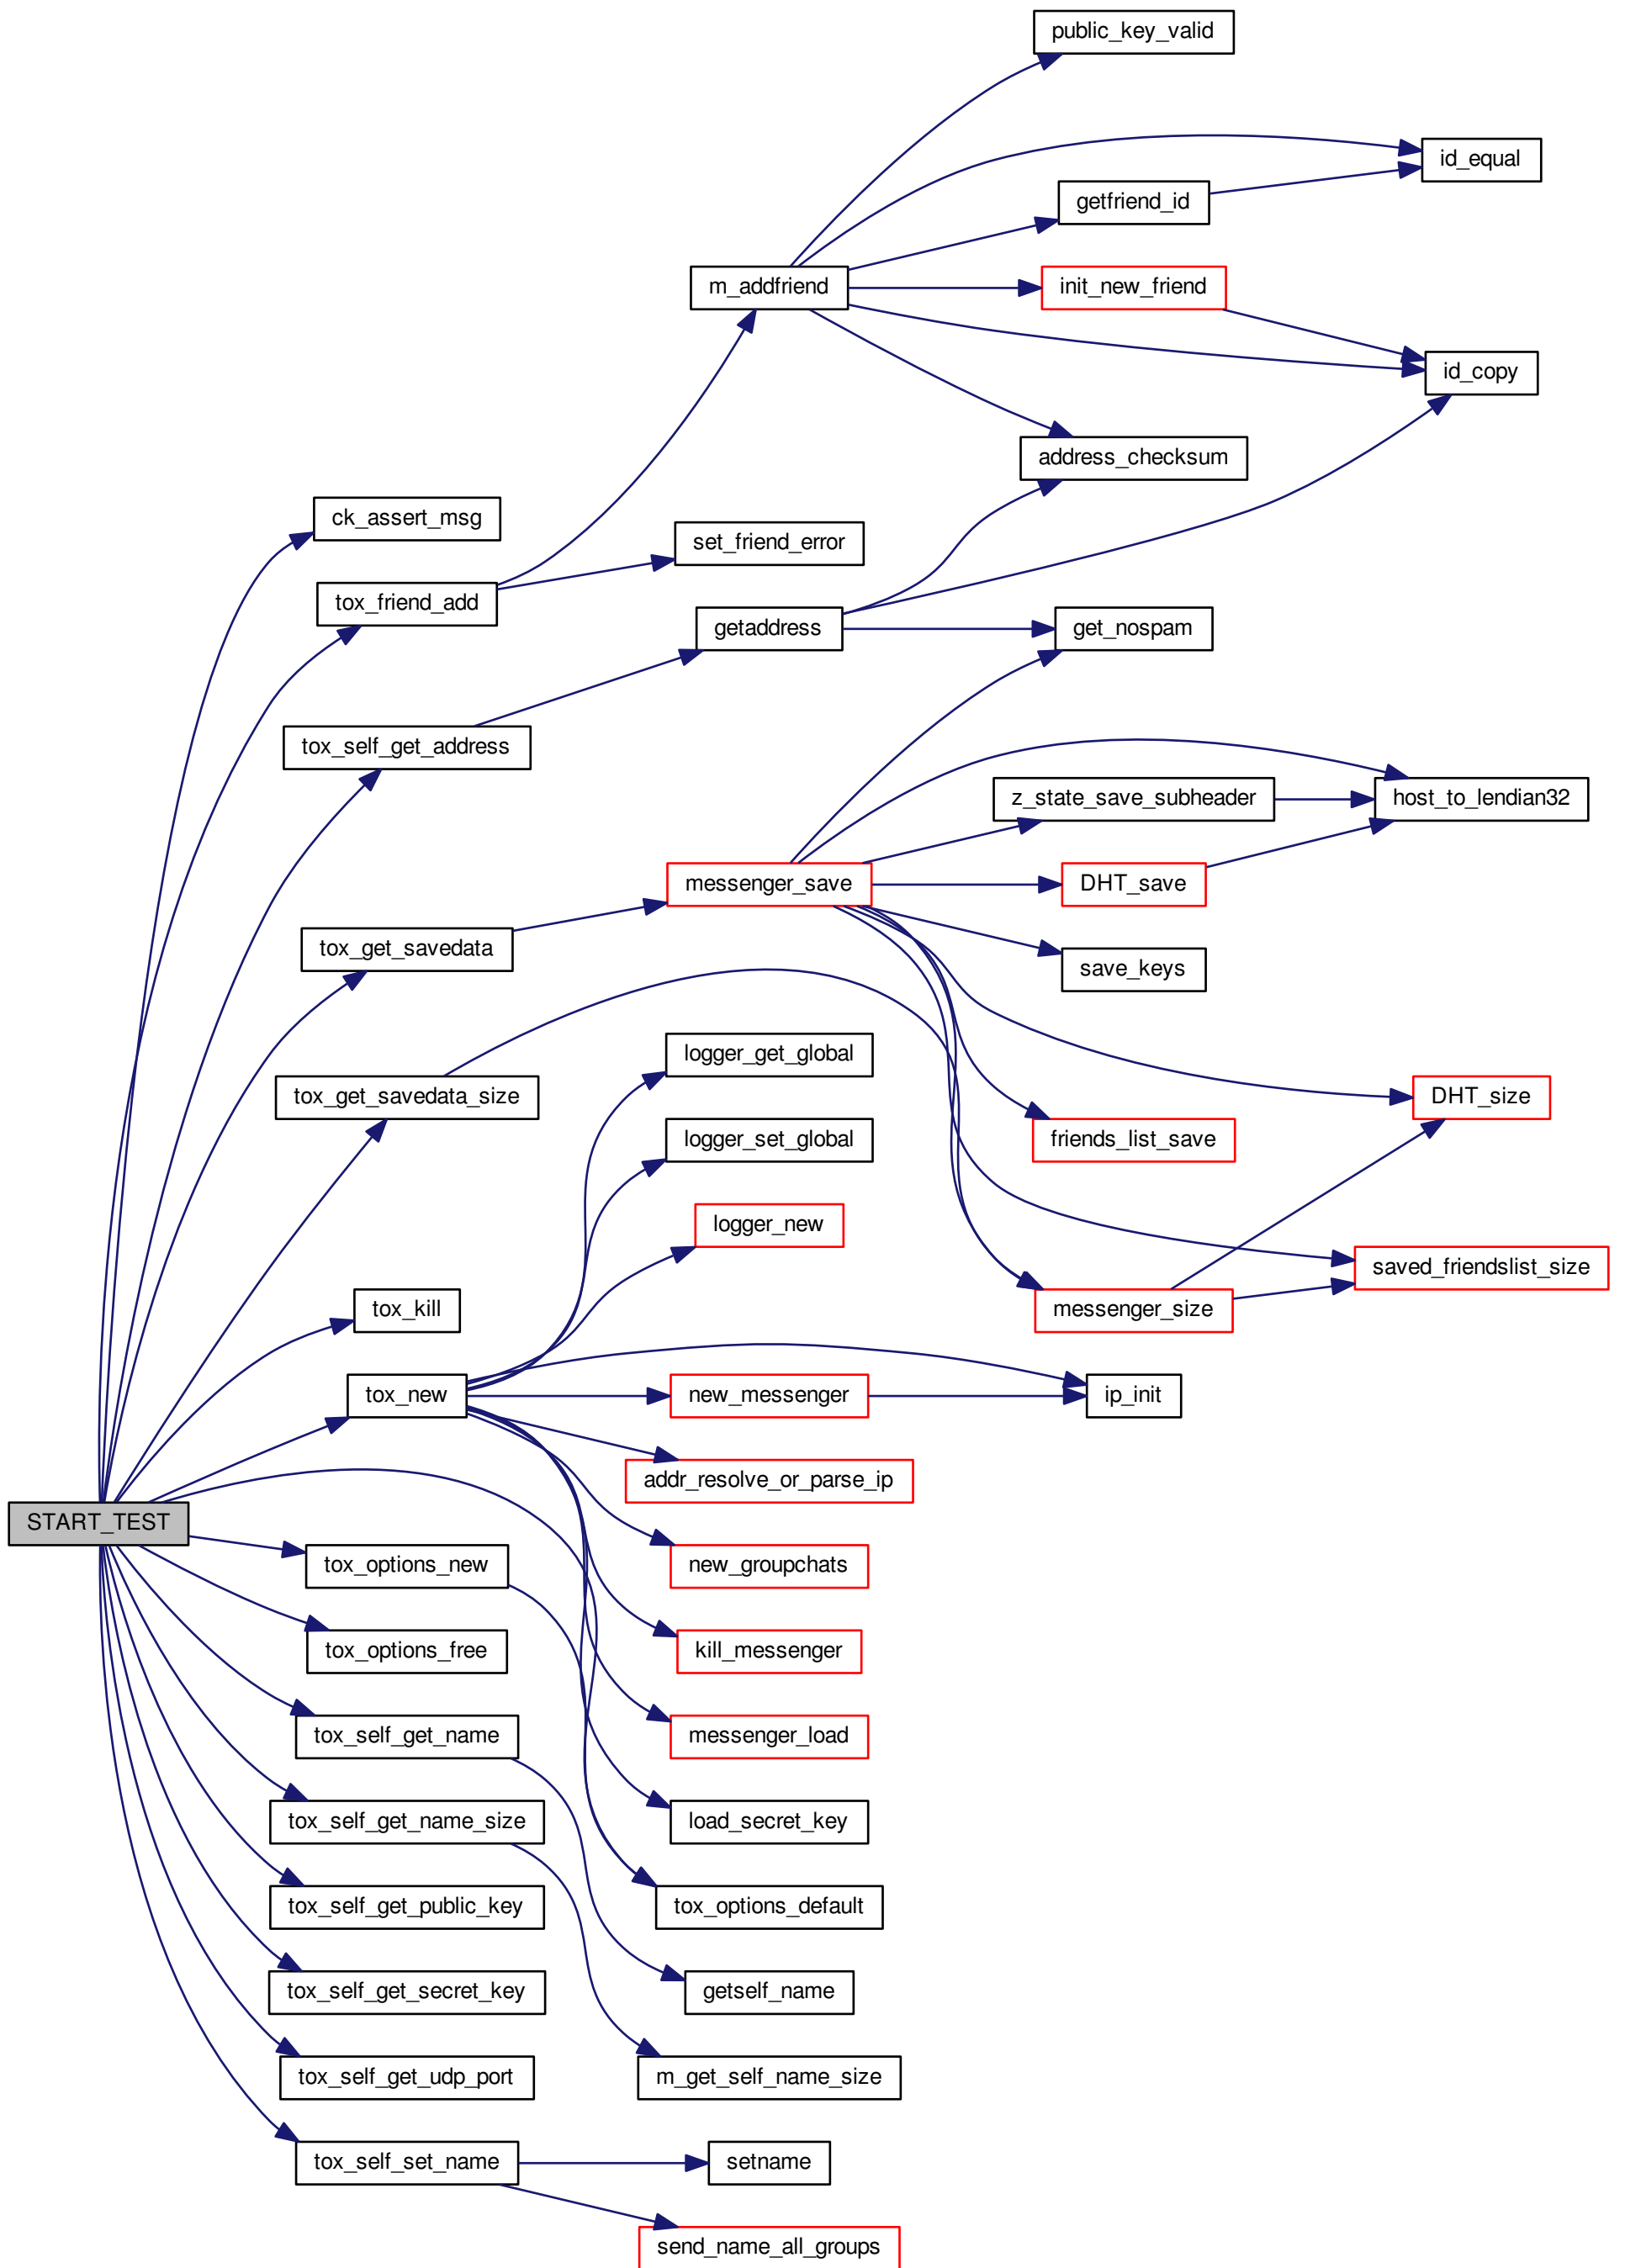 public_key_valid
id_equal
getfriend_id
m_addfriend
init_new_friend
id_copy
address_checksum
ck_assert_msg
set_friend_error
tox_friend_add
getaddress
get_nospam
tox_self_get_address
z_state_save_subheader
host_to_lendian32
messenger_save
DHT_save
tox_get_savedata
save_keys
logger_get_global
tox_get_savedata_size
DHT_size
logger_set_global
friends_list_save
logger_new
saved_friendslist_size
tox_kill
messenger_size
tox_new
new_messenger
ip_init
addr_resolve_or_parse_ip
START_TEST
tox_options_new
new_groupchats
tox_options_free
kill_messenger
tox_self_get_name
messenger_load
tox_self_get_name_size
load_secret_key
tox_self_get_public_key
tox_options_default
tox_self_get_secret_key
getself_name
tox_self_get_udp_port
m_get_self_name_size
tox_self_set_name
setname
send_name_all_groups